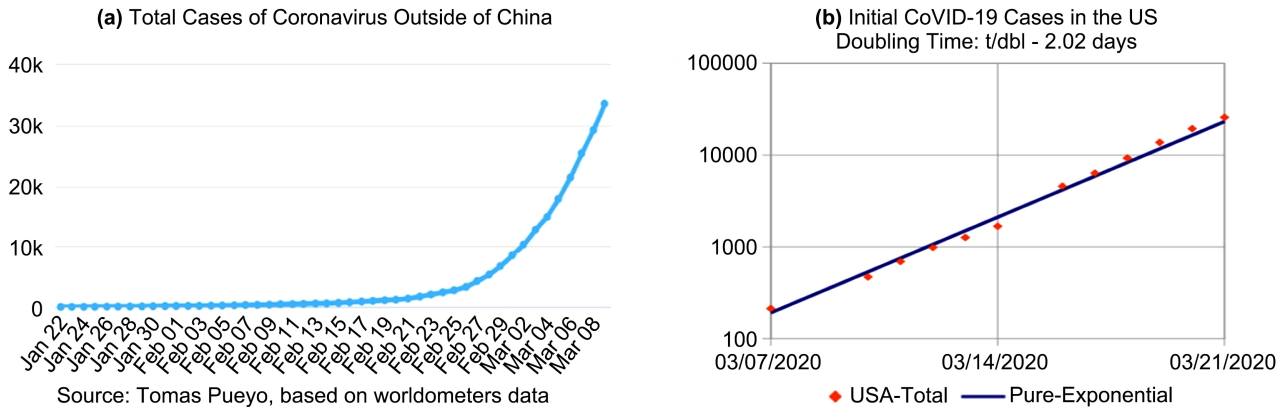 (a) Total Cases of Coronavirus Outside of China
40k
30k
20k
10k
0
Jan 22
Jan 24
Jan 26
Jan 28
Jan 30
Feb 01
Feb 03
Feb 05
Feb 07
Feb 09
Feb 11
Feb 13
Feb 15
Feb 17
Feb 19
Feb 21
Feb 23
Feb 25
Feb 27
Feb 29
Mar 02
Mar 04
Mar 06
Mar 08
Source: Tomas Pueyo, based on worldometers data
(b) Initial CoVID-19 Cases in the US
Doubling Time: t/dbl - 2.02 days
100000
10000
1000
100
03/07/2020
03/14/2020
03/21/2020
USA-Total
Pure-Exponential